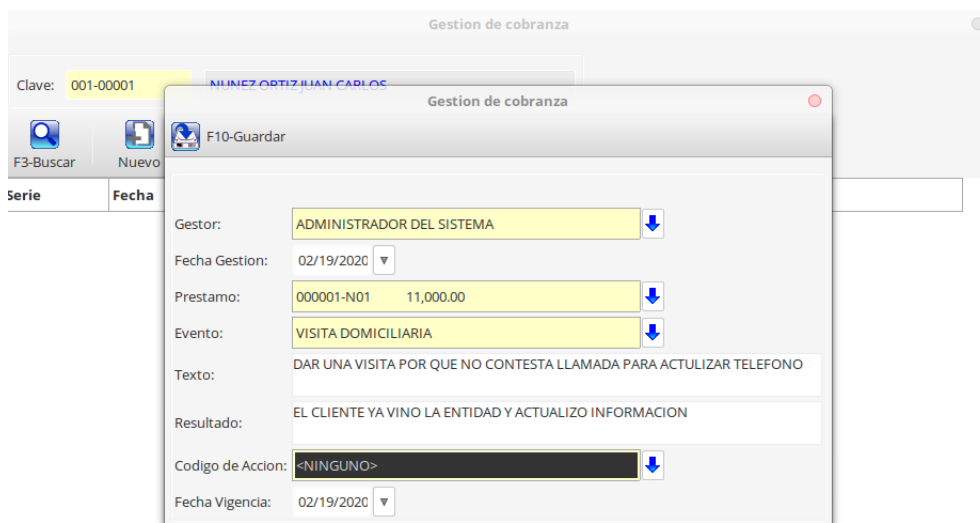 Gestion de cobranza
Clave: 001-00001 NUNEZ ORTIZ JUAN CARLOS
Gestion de cobranza
F10-Guardar
F3-Buscar Nuevo
Serie Fecha
Gestor: ADMINISTRADOR DEL SISTEMA
Fecha Gestion: 02/19/2020
Prestamo: 000001-N01 11,000.00
Evento: VISITA DOMICILIARIA
Texto: DAR UNA VISITA POR QUE NO CONTESTA LLAMADA PARA ACTULIZAR TELEFONO
Resultado: EL CLIENTE YA VINO LA ENTIDAD Y ACTUALIZO INFORMACION
Codigo de Accion: <NINGUNO>
Fecha Vigencia: 02/19/2020